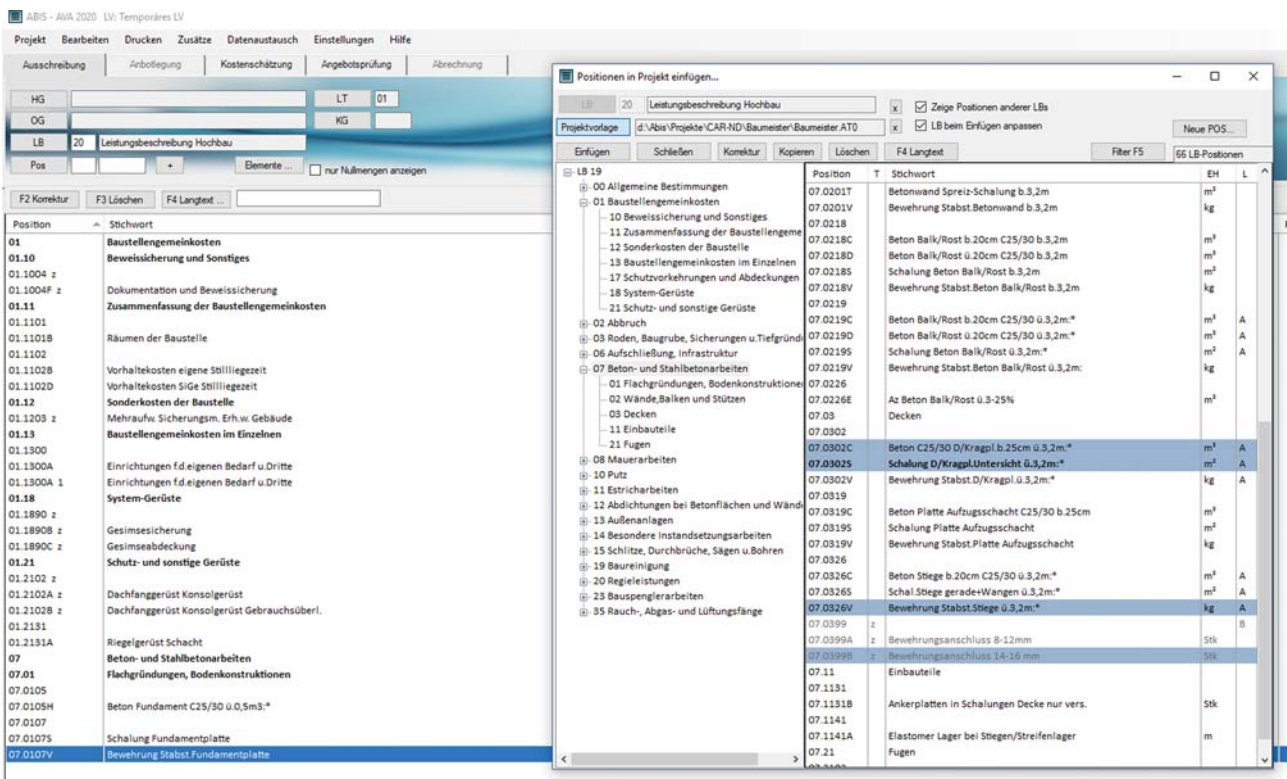 ABIS - AVA 2020   LV: Temporäres LV
Projekt Bearbeiten Drucken Zusätze Datenaustausch Einstellungen Hilfe
Ausschreibung Anbotlegung Kostenschätzung Angebotsprüfung Abrechnung
HG LT 01
OG KG
LB 20 Leistungsbeschreibung Hochbau
Pos + Elemente ... nur Nullmengen anzeigen
F2 Korrektur F3 Löschen F4 Langtext ...
Position Stichwort
01 Baustellengemeinkosten
01.10 Beweissicherung und Sonstiges
01.1004 z
01.1004F z Dokumentation und Beweissicherung
01.11 Zusammenfassung der Baustellengemeinkosten
01.1101
01.1101B Räumen der Baustelle
01.1102
01.1102B Vorhaltekosten eigene Stillliegezeit
01.1102D Vorhaltekosten SiGe Stillliegezeit
01.12 Sonderkosten der Baustelle
01.1203 z Mehraufw. Sicherungsm. Erh.w. Gebäude
01.13 Baustellengemeinkosten im Einzelnen
01.1300
01.1300A Einrichtungen f.d.eigenen Bedarf u.Dritte
01.1300A 1 Einrichtungen f.d.eigenen Bedarf u.Dritte
01.18 System-Gerüste
01.1890 z
01.1890B z Gesimsesicherung
01.1890C z Gesimseabdeckung
01.21 Schutz- und sonstige Gerüste
01.2102 z
01.2102A z Dachfanggerüst Konsolgerüst
01.2102B z Dachfanggerüst Konsolgerüst Gebrauchsüberl.
01.2131
01.2131A Riegelgerüst Schacht
07 Beton- und Stahlbetonarbeiten
07.01 Flachgründungen, Bodenkonstruktionen
07.0105
07.0105H Beton Fundament C25/30 ü.0,5m3:*
07.0107
07.0107S Schalung Fundamentplatte
07.0107V Bewehrung Stabst.Fundamentplatte
Positionen in Projekt einfügen...
LB 20 Leistungsbeschreibung Hochbau x Zeige Postionen anderer LBs
Projektvorlage d:\Abis\Projekte\CAR-ND\Baumeister\Baumeister.AT0 x LB beim Einfügen anpassen Neue POS...
Einfügen Schließen Korrektur Kopieren Löschen F4 Langtext Filter F5 66 LB-Positionen
LB 19
00 Allgemeine Bestimmungen
01 Baustellengemeinkosten
10 Beweissicherung und Sonstiges
11 Zusammenfassung der Baustellengeme
12 Sonderkosten der Baustelle
13 Baustellengemeinkosten im Einzelnen
17 Schutzvorkehrungen und Abdeckungen
18 System-Gerüste
21 Schutz- und sonstige Gerüste
02 Abbruch
03 Roden, Baugrube, Sicherungen u.Tiefgründ
06 Aufschließung, Infrastruktur
07 Beton- und Stahlbetonarbeiten
01 Flachgründungen, Bodenkonstruktione
02 Wände,Balken und Stützen
03 Decken
11 Einbauteile
21 Fugen
08 Mauerarbeiten
10 Putz
11 Estricharbeiten
12 Abdichtungen bei Betonflächen und Wände
13 Außenanlagen
14 Besondere Instandsetzungsarbeiten
15 Schlitze, Durchbrüche, Sägen u.Bohren
19 Baureinigung
20 Regieleistungen
23 Bauspenglerarbeiten
35 Rauch-, Abgas- und Lüftungsfänge
Position T Stichwort EH L
07.0201T Betonwand Spreiz-Schalung b.3,2m m²
07.0201V Bewehrung Stabst.Betonwand b.3,2m kg
07.0218
07.0218C Beton Balk/Rost b.20cm C25/30 b.3,2m m³
07.0218D Beton Balk/Rost ü.20cm C25/30 b.3,2m m³
07.0218S Schalung Beton Balk/Rost b.3,2m m²
07.0218V Bewehrung Stabst.Beton Balk/Rost b.3,2m kg
07.0219
07.0219C Beton Balk/Rost b.20cm C25/30 ü.3,2m:* m³ A
07.0219D Beton Balk/Rost ü.20cm C25/30 ü.3,2m:* m³ A
07.0219S Schalung Beton Balk/Rost ü.3,2m:* m² A
07.0219V Bewehrung Stabst.Beton Balk/Rost ü.3,2m: kg
07.0226
07.0226E Az Beton Balk/Rost ü.3-25% m³
07.03 Decken
07.0302
07.0302C Beton C25/30 D/Kragpl.b.25cm ü.3,2m:* m³ A
07.0302S Schalung D/Kragpl.Untersicht ü.3,2m:* m² A
07.0302V Bewehrung Stabst.D/Kragpl.ü.3,2m:* kg A
07.0319
07.0319C Beton Platte Aufzugsschacht C25/30 b.25cm m³
07.0319S Schalung Platte Aufzugsschacht m²
07.0319V Bewehrung Stabst.Platte Aufzugsschacht kg
07.0326
07.0326C Beton Stiege b.20cm C25/30 ü.3,2m:* m³ A
07.0326S Schal.Stiege gerade+Wangen ü.3,2m:* m² A
07.0326V Bewehrung Stabst.Stiege ü.3,2m:* kg A
07.0399 z B
07.0399A z Bewehrungsanschluss 8-12mm Stk
07.0399B z Bewehrungsanschluss 14-16 mm Stk
07.11 Einbauteile
07.1131
07.1131B Ankerplatten in Schalungen Decke nur vers. Stk
07.1141
07.1141A Elastomer Lager bei Stiegen/Streifenlager m
07.21 Fugen